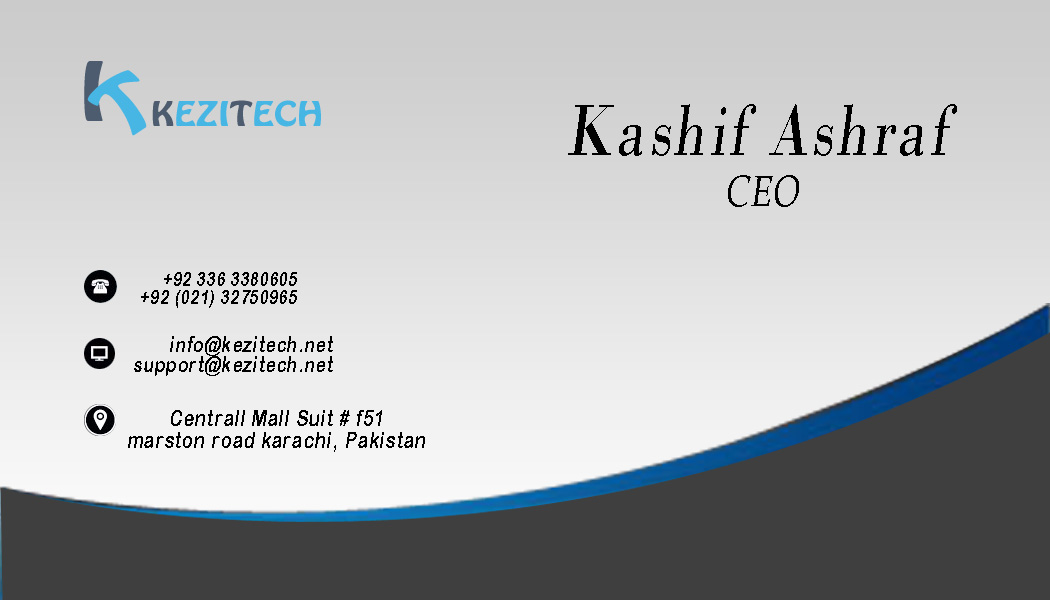 KEZITECH
Kashif Ashraf
CEO
+92 336 3380605
+92 (021) 32750965
info@kezitech.net
support@kezitech.net
Centrall Mall Suit # f51
marston road karachi, Pakistan